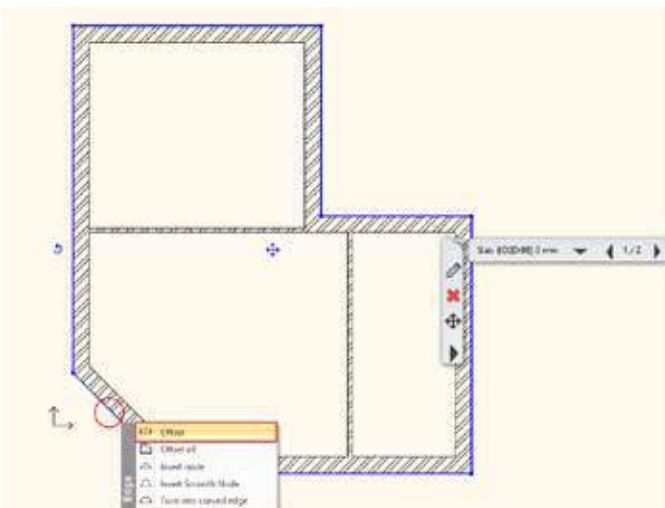 1/2
Offset
Offset all
Insert node
Insert Smooth Node
Turn into curved edge
Edge